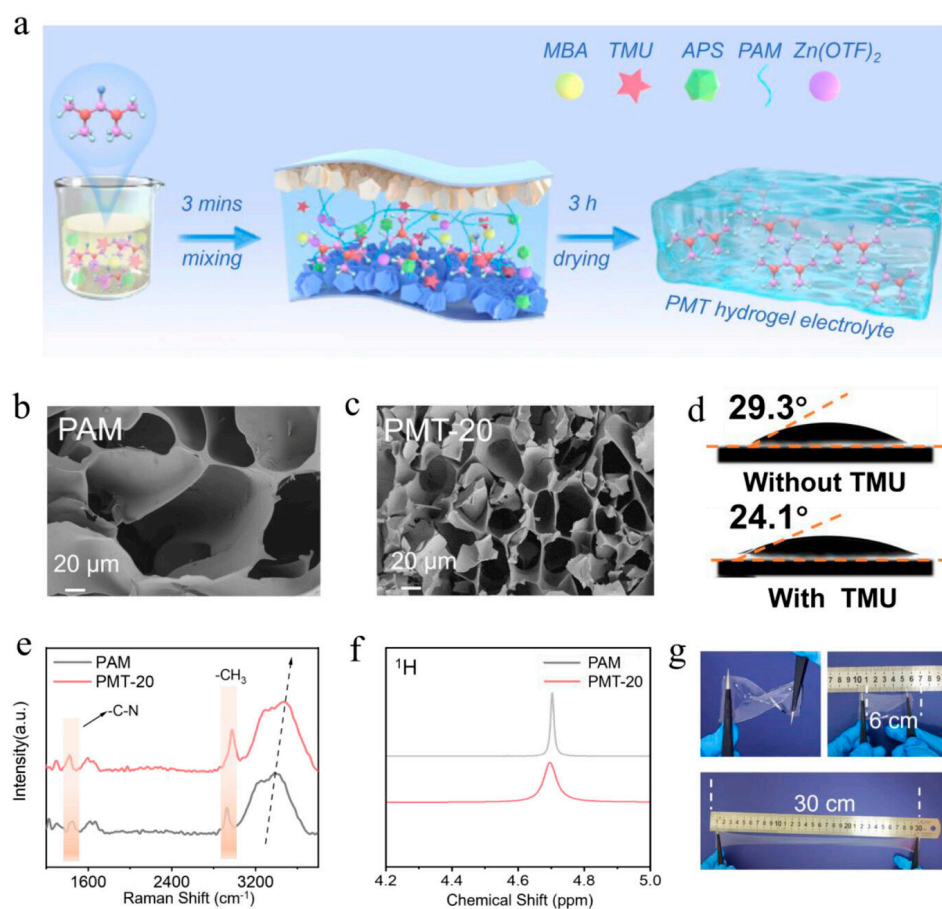 a
MBA TMU APS PAM Zn(OTF)₂
3 mins
mixing
3 h
drying
PMT hydrogel electrolyte
b
PAM
20 μm
c
PMT-20
20 μm
d
29.3°
Without TMU
24.1°
With TMU
e
PAM
PMT-20
-C-N
-CH₃
Intensity(a.u.)
1600 2400 3200
Raman Shift (cm⁻¹)
f
¹H
PAM
PMT-20
4.2 4.4 4.6 4.8 5.0
Chemical Shift (ppm)
g
6 cm
30 cm